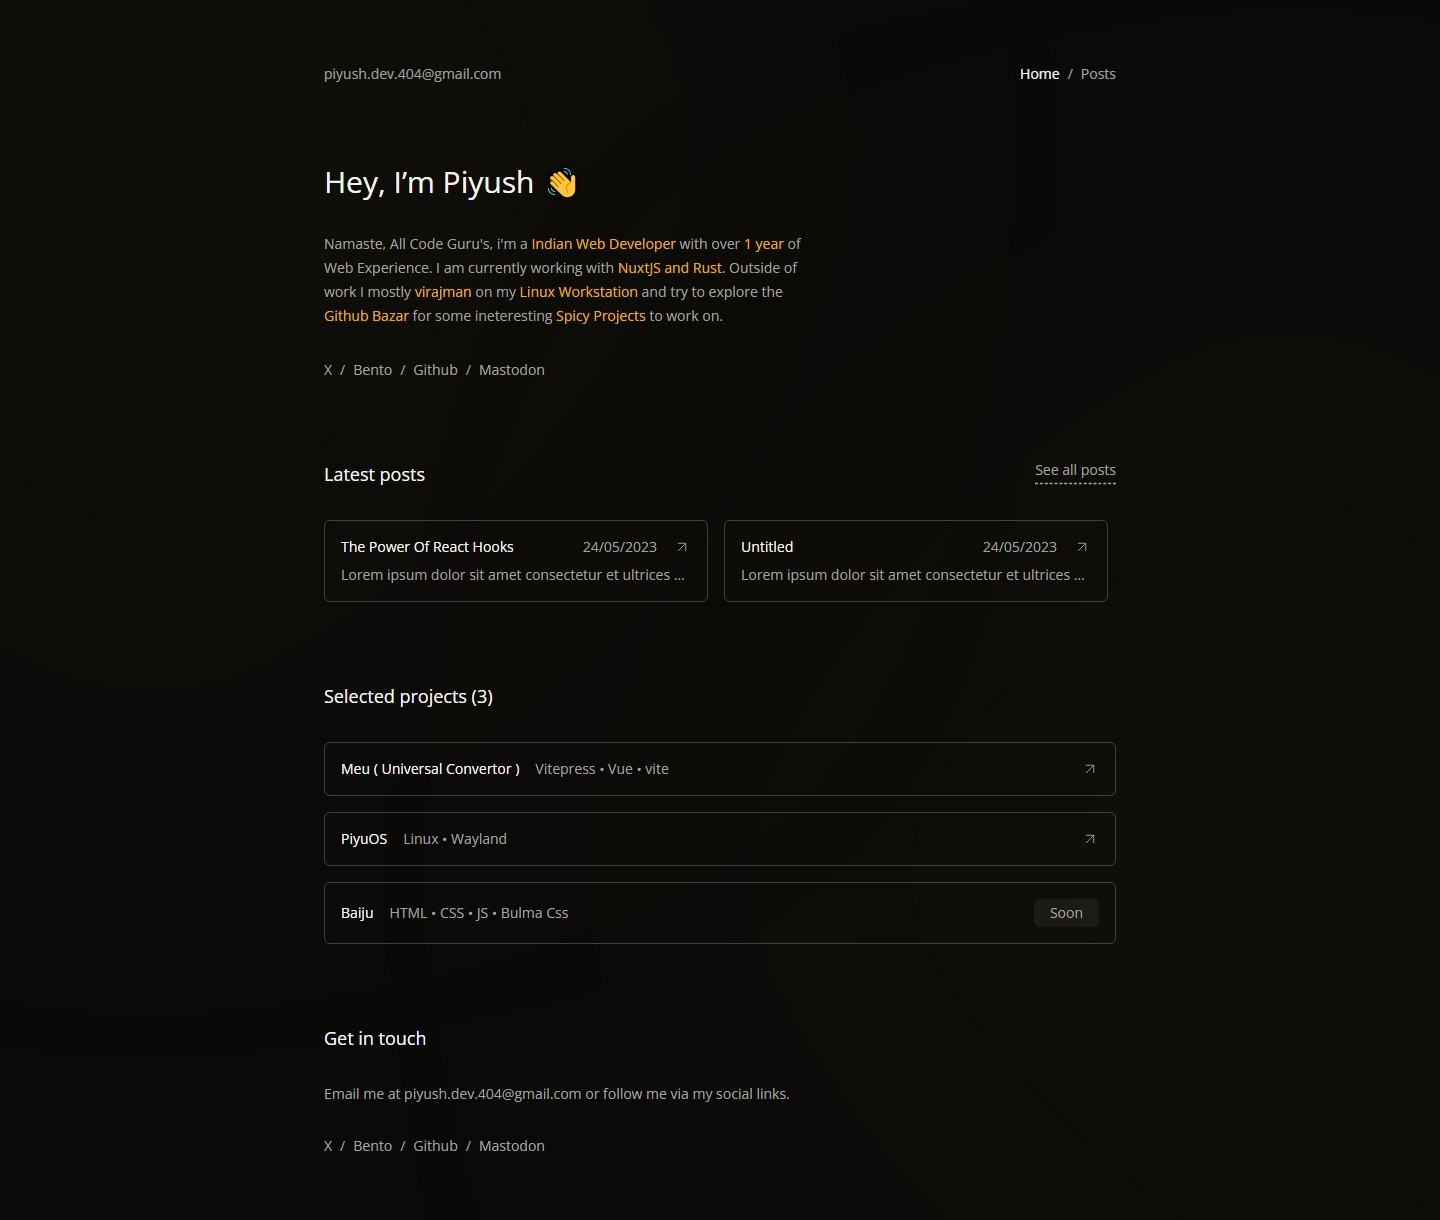 piyush.dev.404@gmail.com
Home / Posts
Hey, I’m Piyush 👋
Namaste, All Code Guru's, i'm a Indian Web Developer with over 1 year of
Web Experience. I am currently working with NuxtJS and Rust. Outside of
work I mostly virajman on my Linux Workstation and try to explore the
Github Bazar for some ineteresting Spicy Projects to work on.
X / Bento / Github / Mastodon
Latest posts
See all posts
The Power Of React Hooks 24/05/2023
Lorem ipsum dolor sit amet consectetur et ultrices ...
Untitled 24/05/2023
Lorem ipsum dolor sit amet consectetur et ultrices ...
Selected projects (3)
Meu ( Universal Convertor ) Vitepress • Vue • vite
PiyuOS Linux • Wayland
Baiju HTML • CSS • JS • Bulma Css Soon
Get in touch
Email me at piyush.dev.404@gmail.com or follow me via my social links.
X / Bento / Github / Mastodon